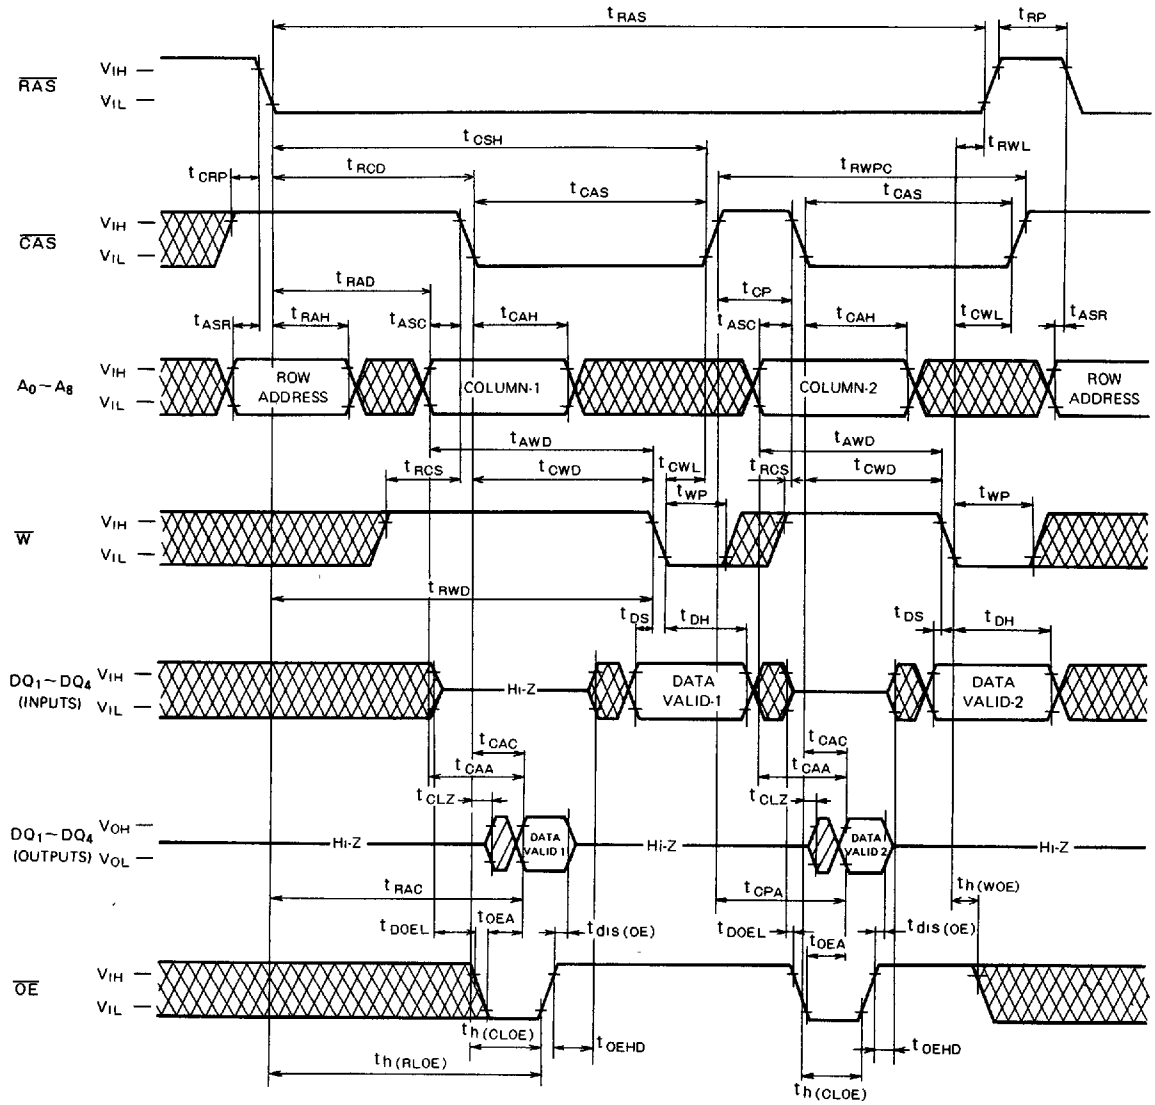 tRAS tRP
RAS VIH VIL
tCSH tRWL
tCRP tRCD tRWPC
tCAS tCAS
CAS VIH VIL
tRAD tCP
tASR tRAH tASC tCAH tASC tCAH tCWL tASR
A0~A8 VIH VIL
ROW ADDRESS COLUMN-1 COLUMN-2 ROW ADDRESS
tAWD tAWD
tRCS tCWD tCWL tRCS tCWD
tWP tWP
W VIH VIL
tRWD
tDS tDH tDS tDH
DQ1~DQ4 (INPUTS) VIH VIL
Hi-Z DATA VALID-1 DATA VALID-2
tCAC tCAC
tCAA tCAA
tCLZ tCLZ
DQ1~DQ4 (OUTPUTS) VOH VOL
Hi-Z DATA VALID 1 Hi-Z DATA VALID 2 Hi-Z
tRAC tCPA th(WOE)
tDOEL tOEA tdis(OE) tDOEL tOEA tdis(OE)
OE VIH VIL
th(CLOE) tOEHD tOEHD
th(RLOE) th(CLOE)